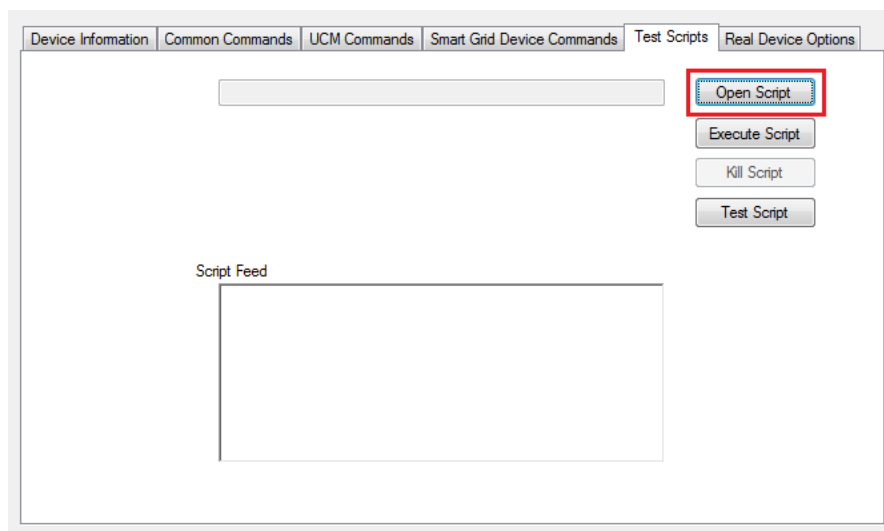 Device Information Common Commands UCM Commands Smart Grid Device Commands Test Scripts Real Device Options
Open Script
Execute Script
Kill Script
Test Script
Script Feed